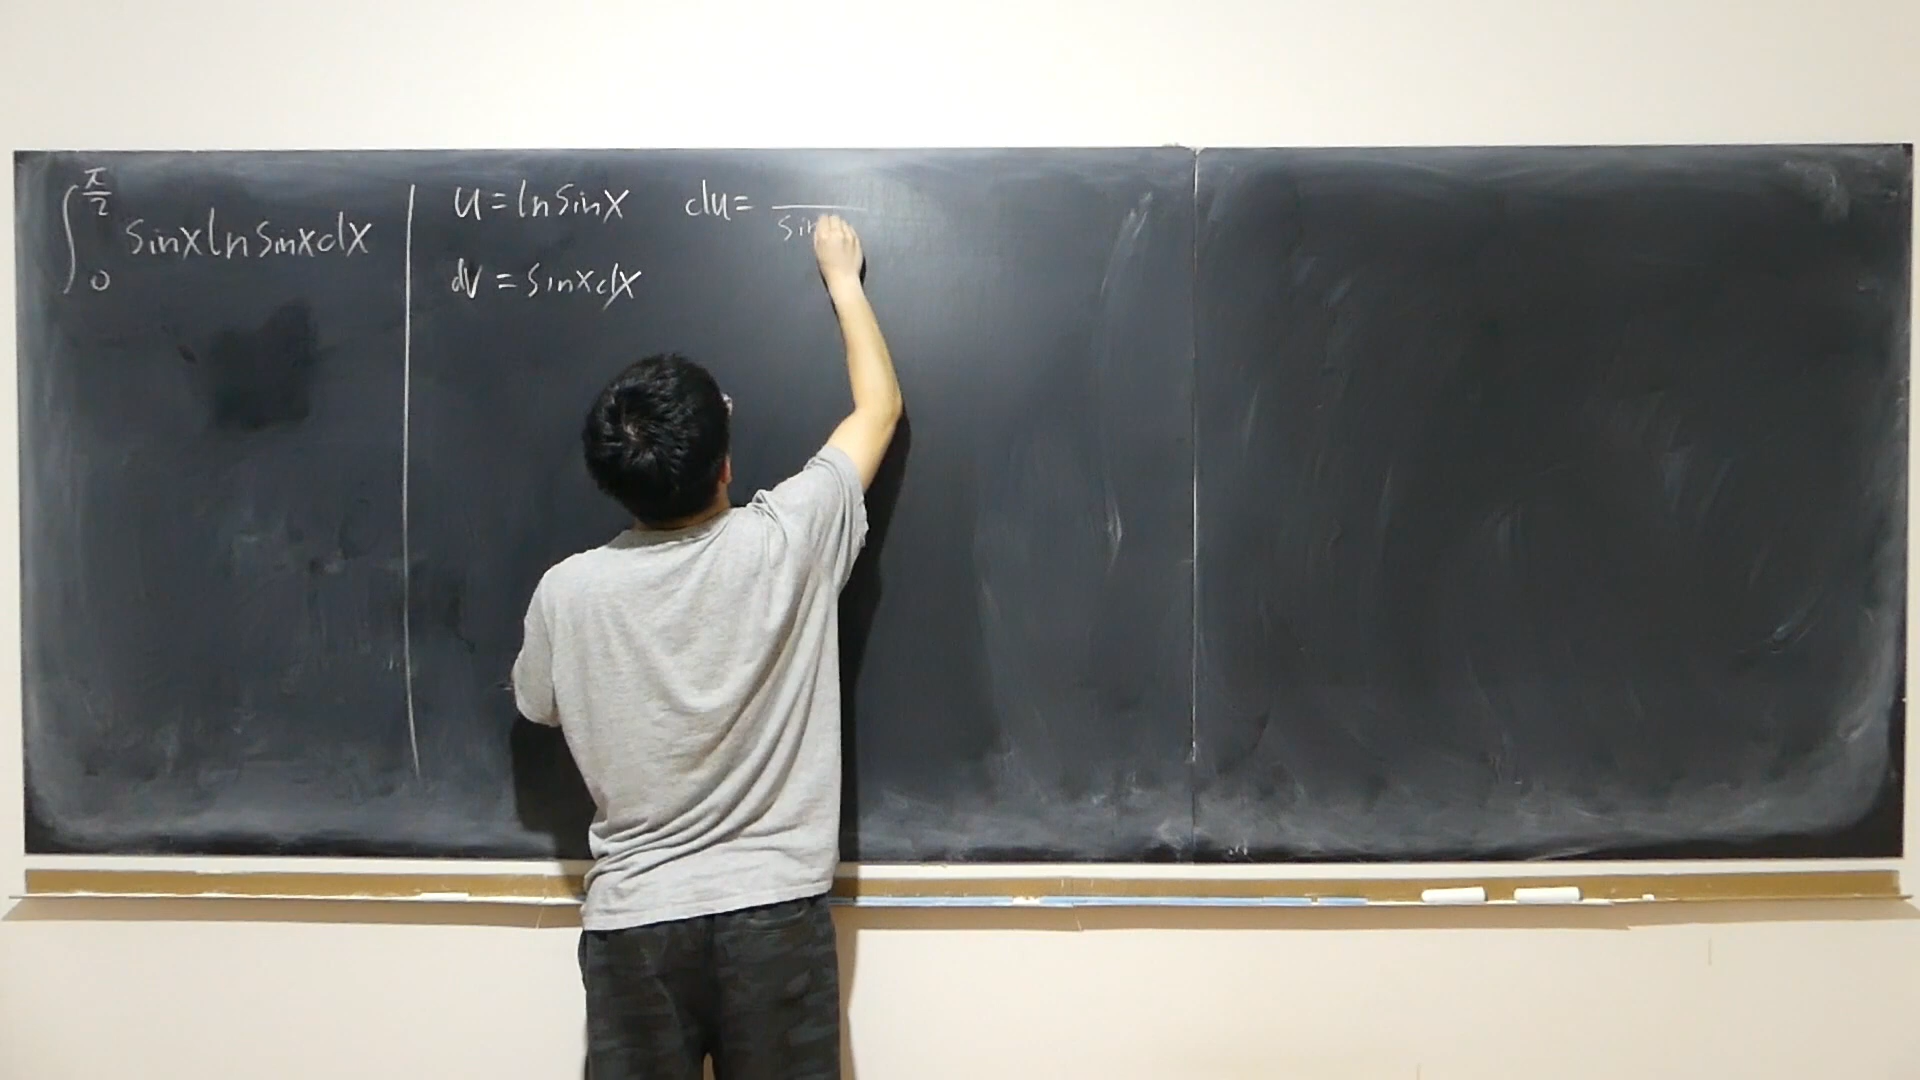 ∫₀^{π/2} sinx ln sinx dx
u = ln sinx du =
dv = sinx dx